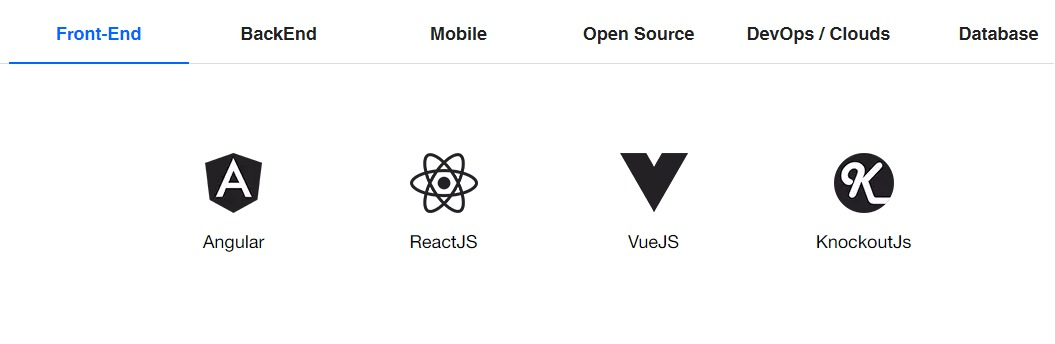 Front-End BackEnd Mobile Open Source DevOps / Clouds Database
A K
Angular ReactJS VueJS KnockoutJs